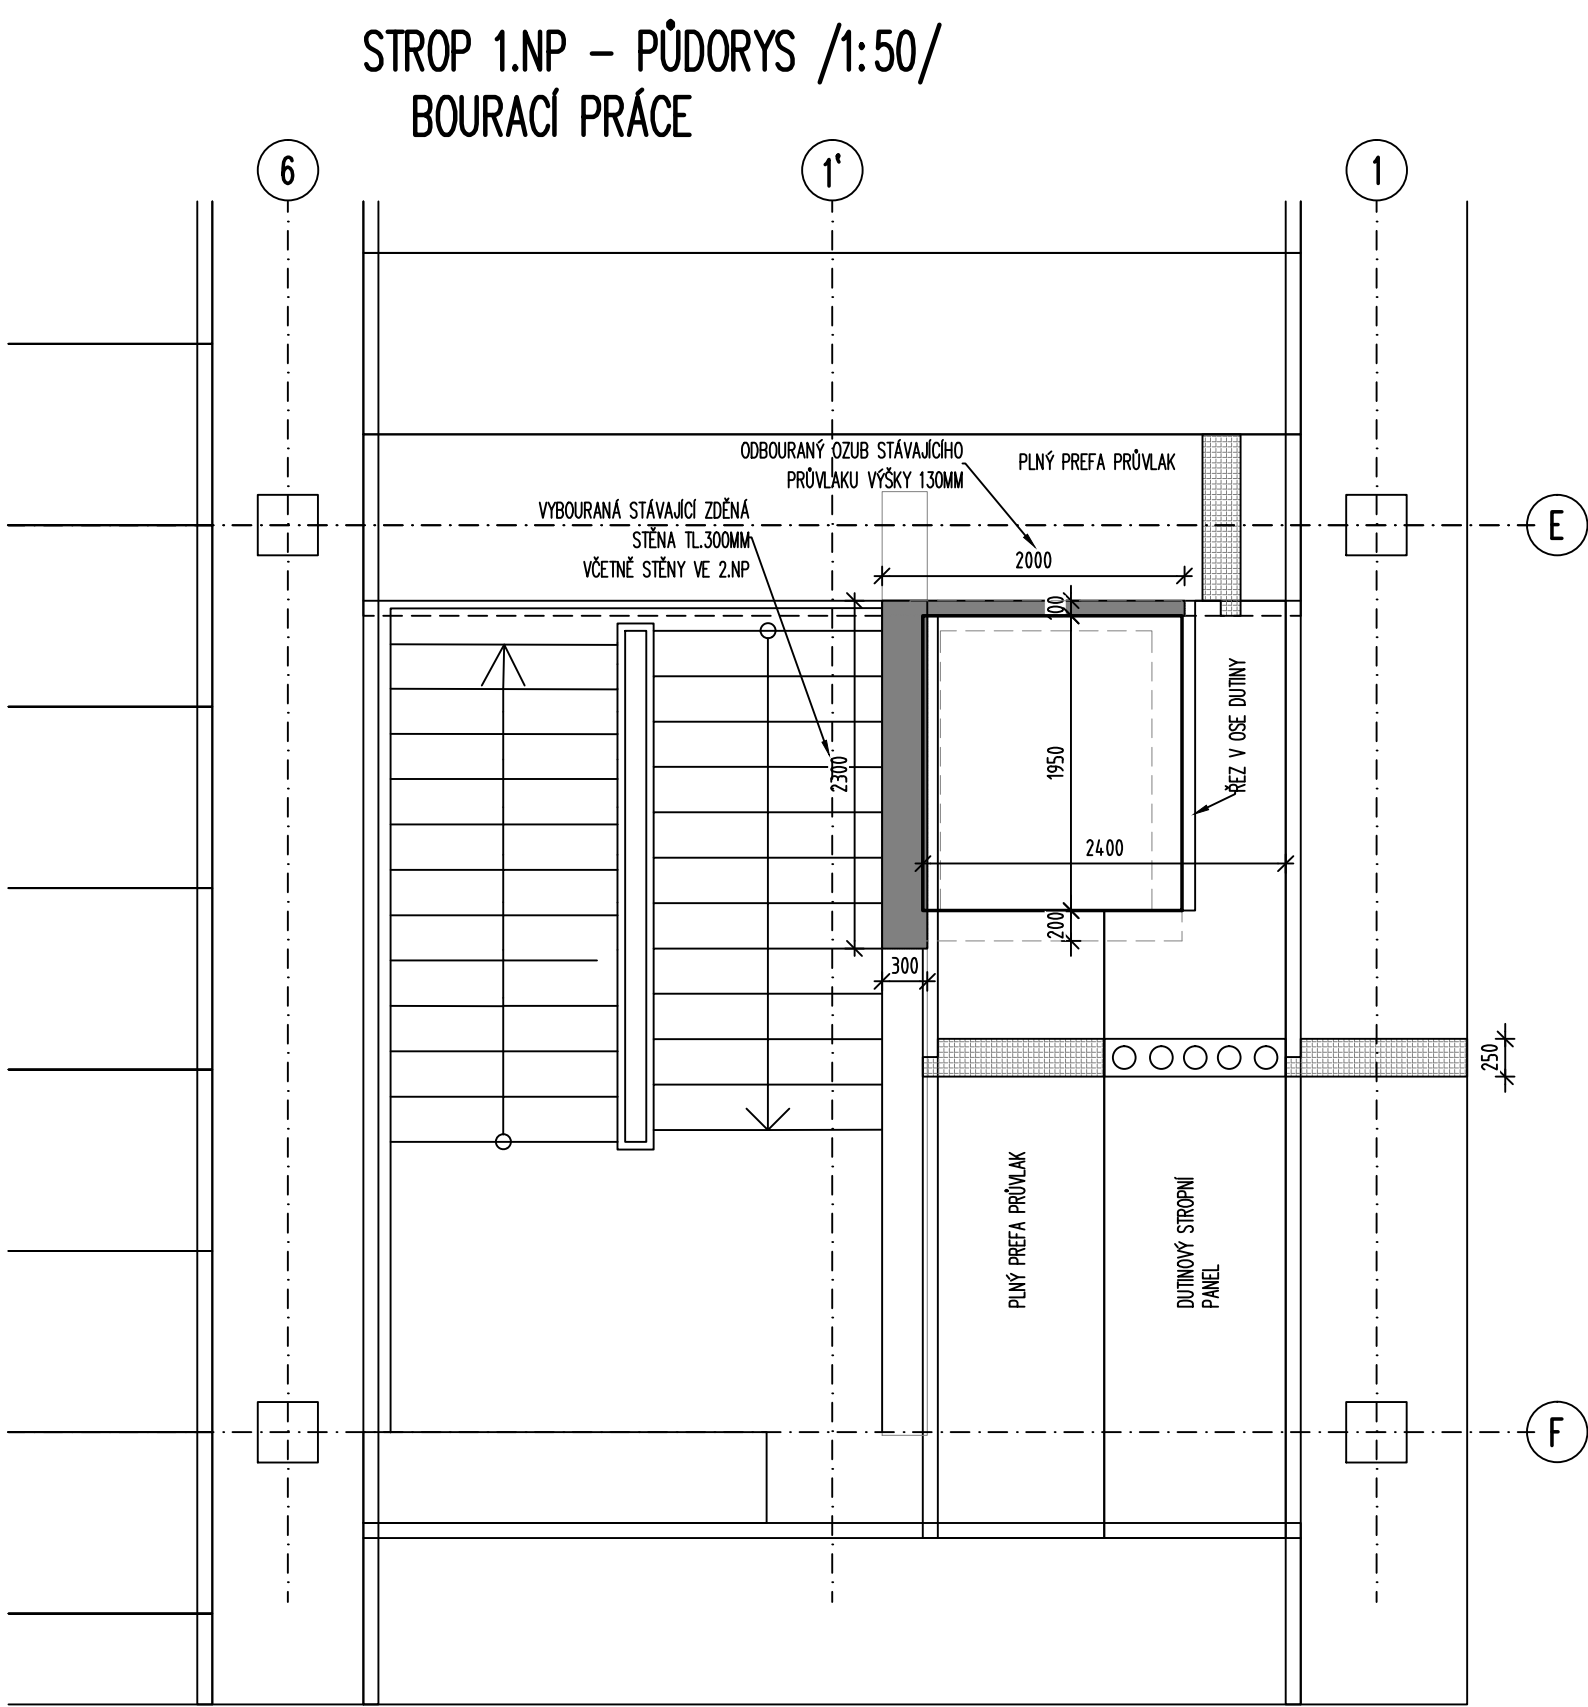 STROP 1.NP – PŮDORYS /1:50/
BOURACÍ PRÁCE
6
1'
1
ODBOURANÝ OZUB STÁVAJÍCÍHO
PRŮVLAKU VÝŠKY 130MM
PLNÝ PREFA PRŮVLAK
VYBOURANÁ STÁVAJÍCÍ ZDĚNÁ
STĚNA TL.300MM
VČETNĚ STĚNY VE 2.NP
E
2000
100
ŘEZ V OSE DUTINY
2300
1950
2400
200
300
250
PLNÝ PREFA PRŮVLAK
DUTINOVÝ STROPNÍ
PANEL
F